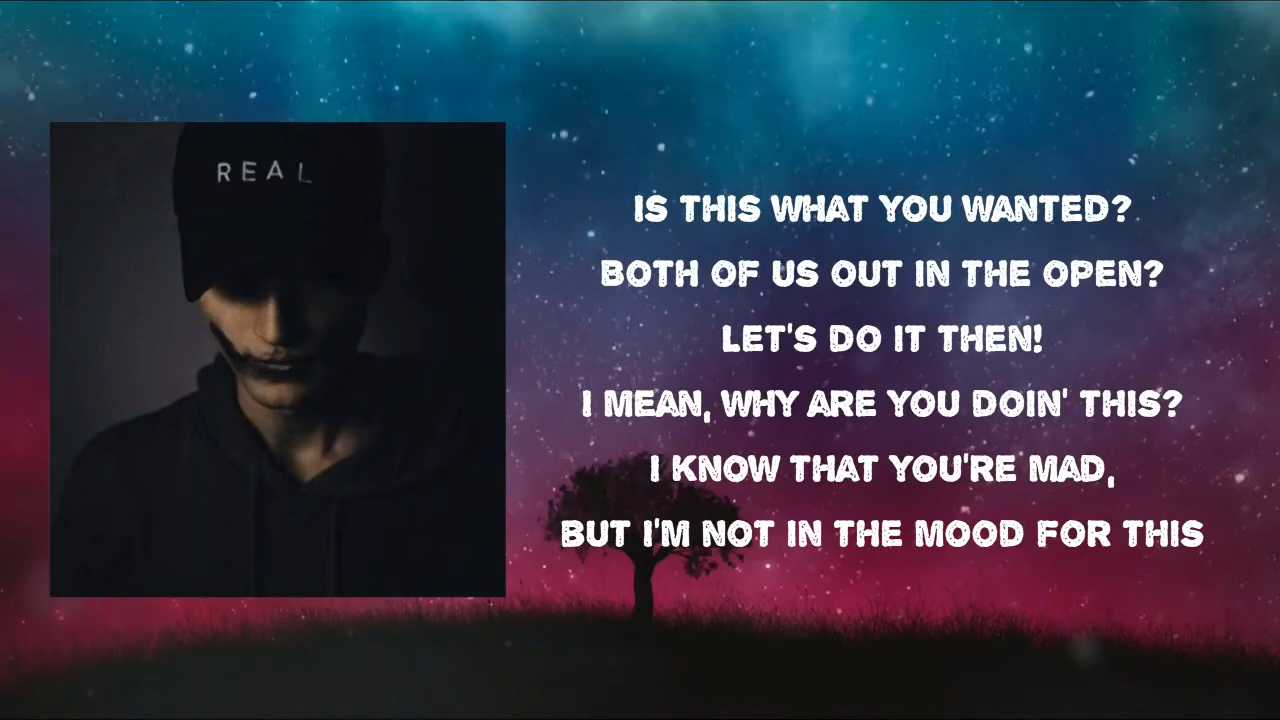 REAL
IS THIS WHAT YOU WANTED?
BOTH OF US OUT IN THE OPEN?
LET'S DO IT THEN!
I MEAN, WHY ARE YOU DOIN' THIS?
I KNOW THAT YOU'RE MAD,
BUT I'M NOT IN THE MOOD FOR THIS